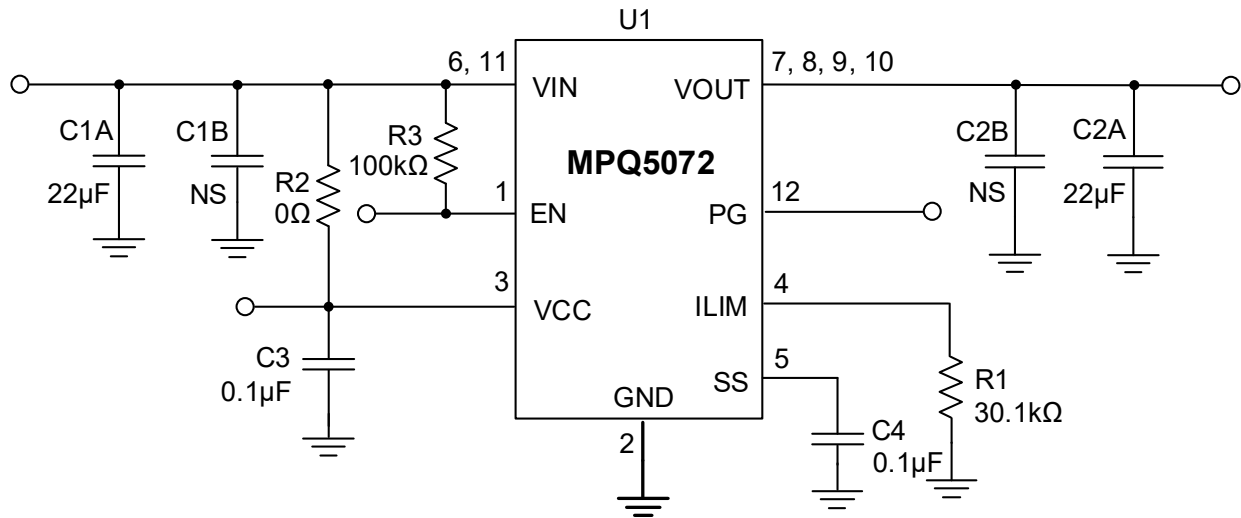 U1
6, 11
7, 8, 9, 10
VIN
VOUT
C1A
22µF
C1B
NS
R2
0Ω
R3
100kΩ
MPQ5072
C2B
NS
C2A
22µF
1
EN
PG
12
3
VCC
ILIM
4
C3
0.1µF
SS
5
R1
30.1kΩ
GND
2
C4
0.1µF